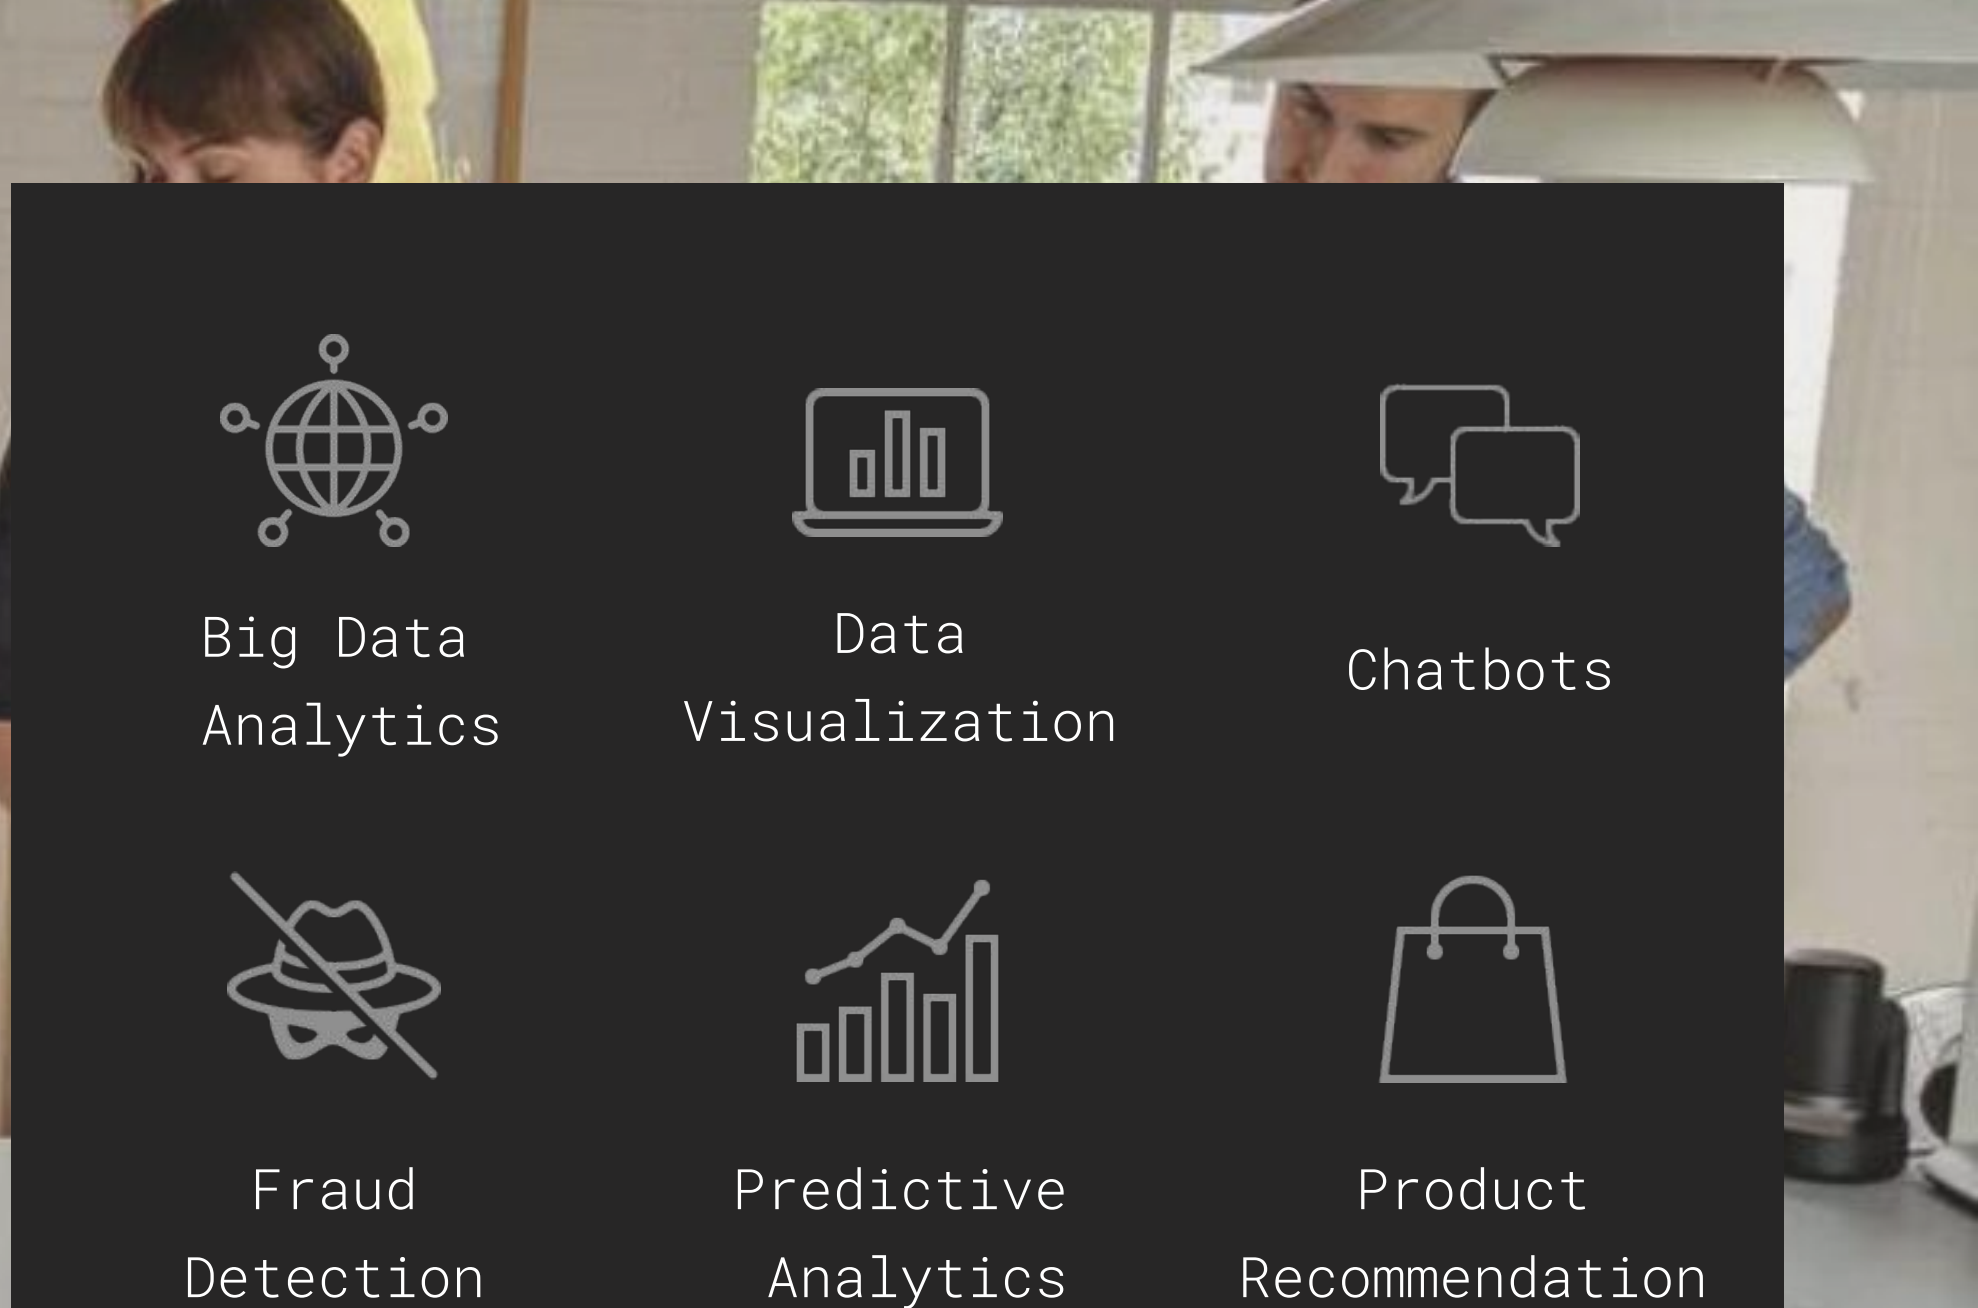 Big Data
Analytics
Data
Visualization
Chatbots
Fraud
Detection
Predictive
Analytics
Product
Recommendation